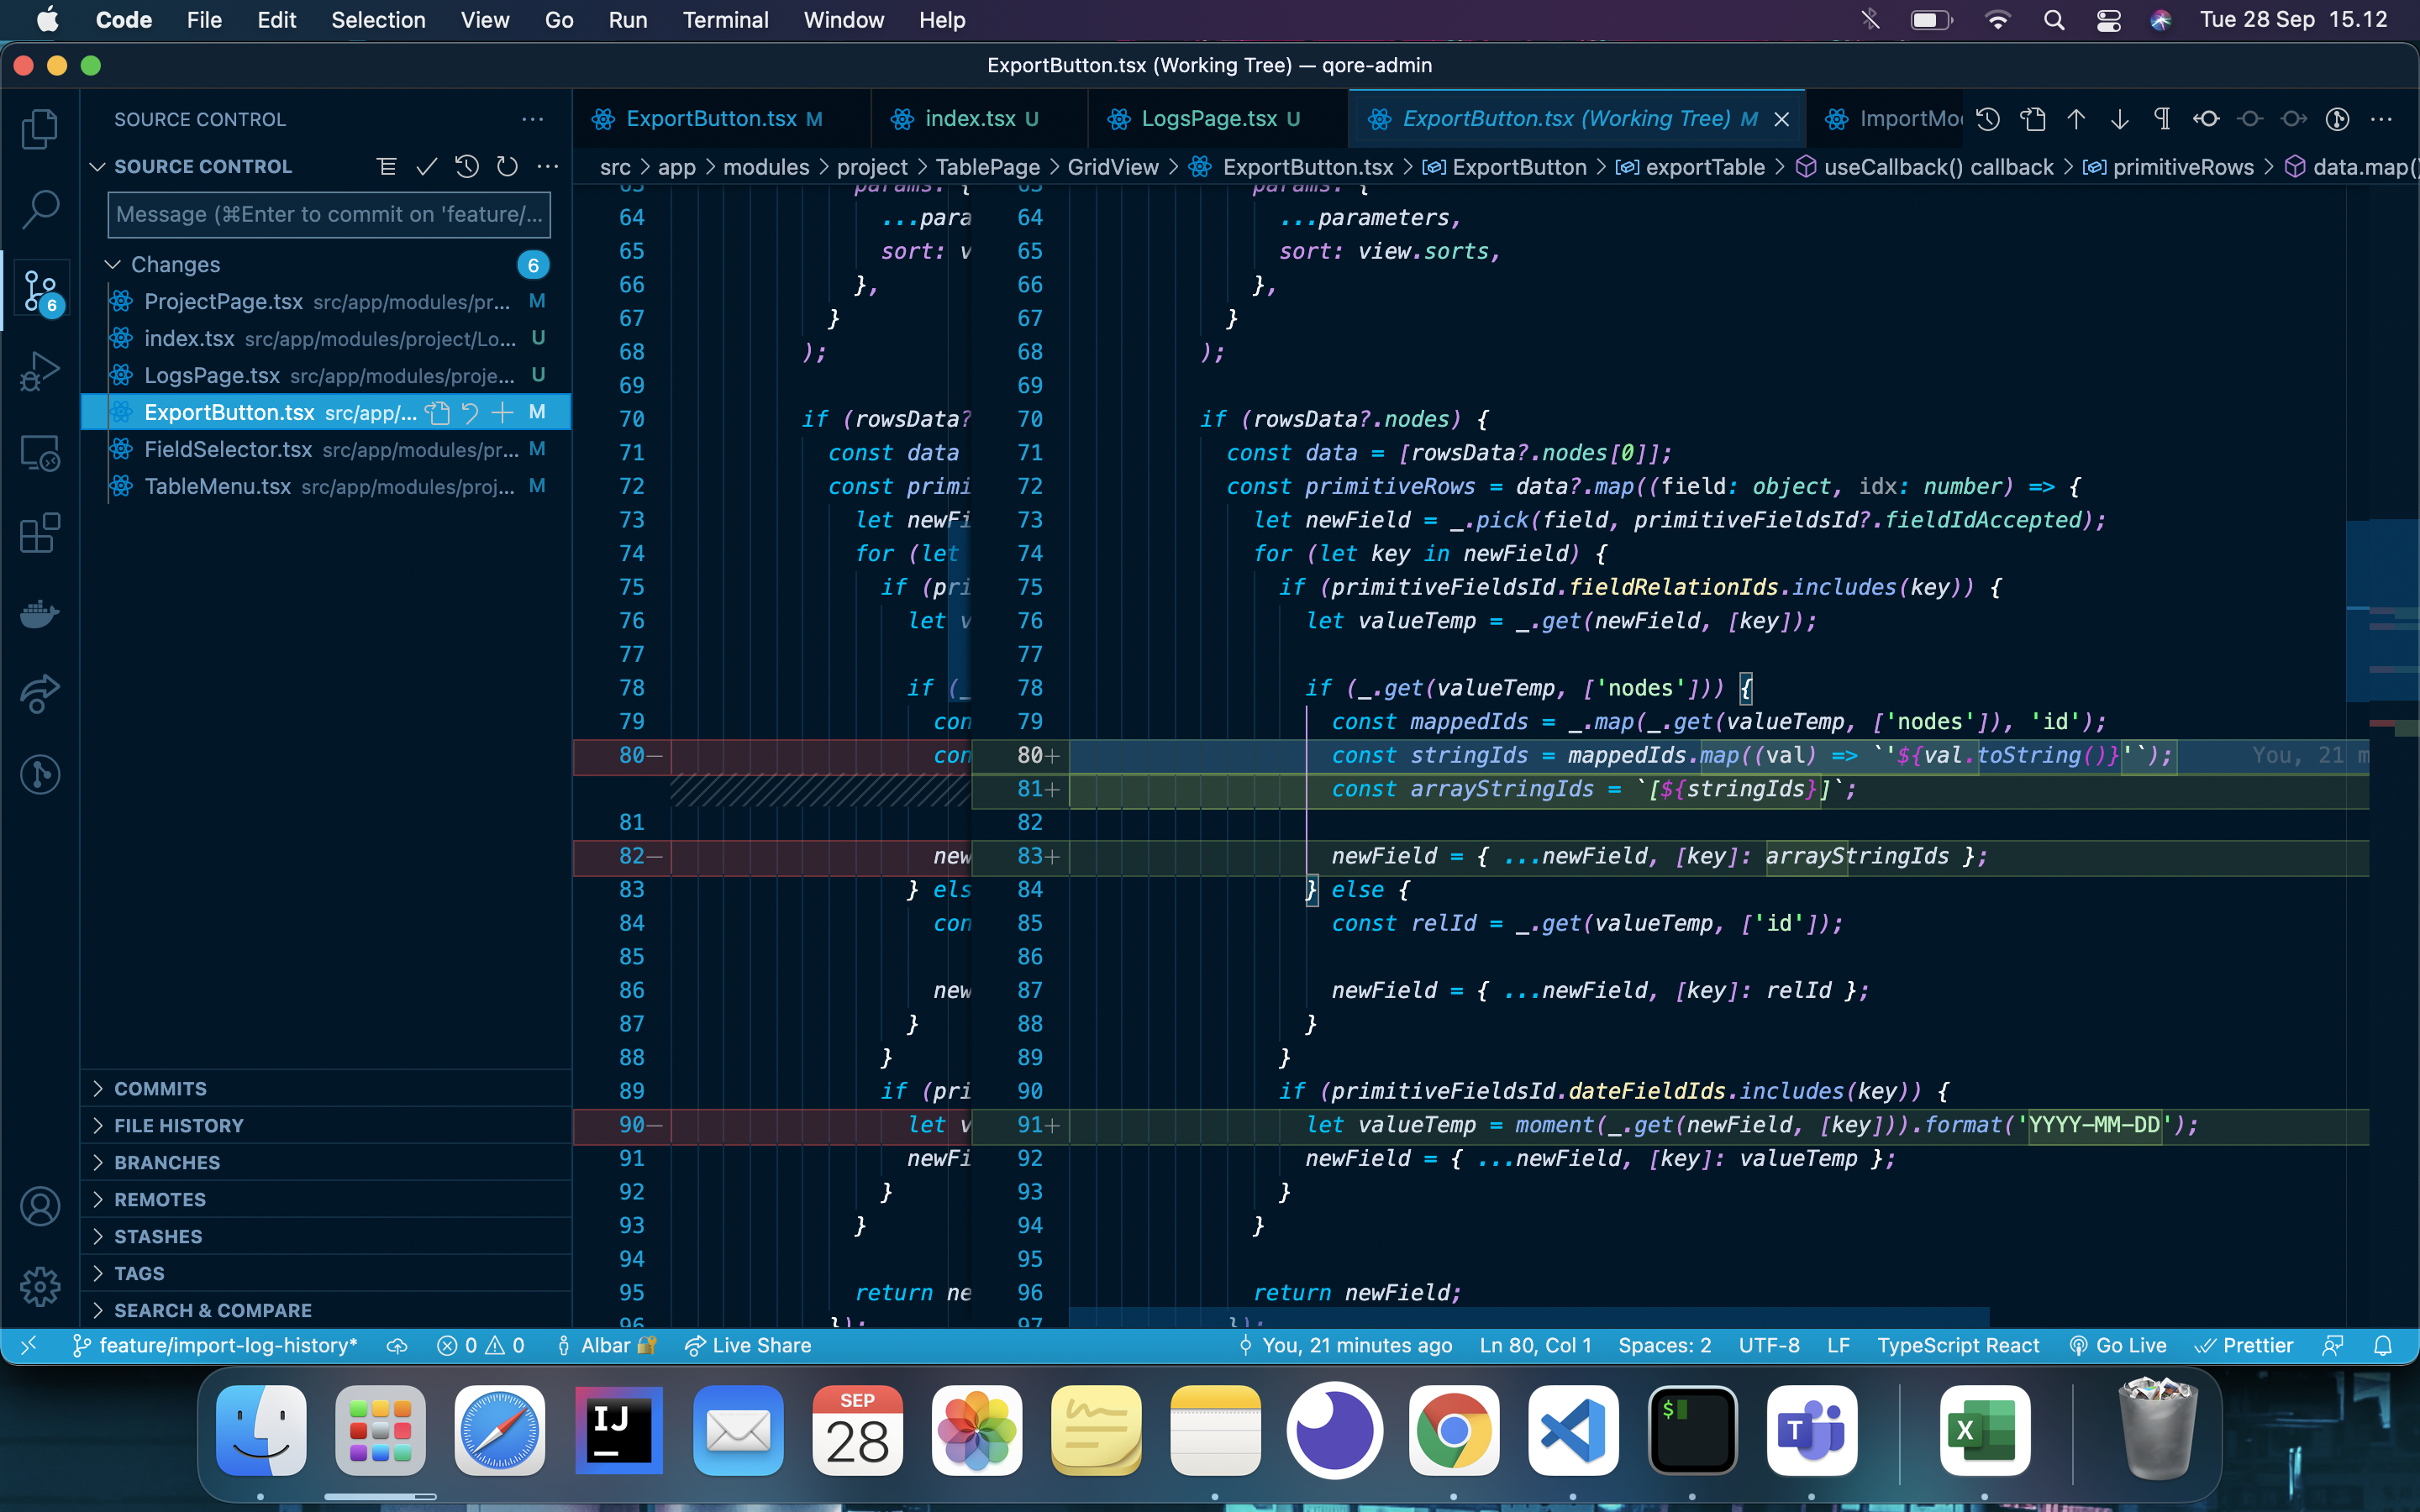 Code File Edit Selection View Go Run Terminal Window Help Tue 28 Sep 15.12
ExportButton.tsx (Working Tree) — qore-admin
SOURCE CONTROL
ExportButton.tsx M index.tsx U LogsPage.tsx U ExportButton.tsx (Working Tree) M ImportMo
SOURCE CONTROL
src > app > modules > project > TablePage > GridView > ExportButton.tsx > ExportButton > exportTable > useCallback() callback > primitiveRows > data.map()
Message (⌘Enter to commit on 'feature/...
Changes 6
6
ProjectPage.tsx src/app/modules/pr... M
index.tsx src/app/modules/project/Lo... U
LogsPage.tsx src/app/modules/proje... U
ExportButton.tsx src/app/... M
FieldSelector.tsx src/app/modules/pr... M
TableMenu.tsx src/app/modules/proj... M
COMMITS
FILE HISTORY
BRANCHES
REMOTES
STASHES
TAGS
SEARCH & COMPARE
63 params: {
64 ...para
65 sort: v
66 },
67 }
68 );
69
70 if (rowsData?
71 const data
72 const primi
73 let newFi
74 for (let
75 if (pri
76 let v
77
78 if (_
79 con
80— con
81
82— new
83 } els
84 con
85
86 new
87 }
88 }
89 if (pri
90— let v
91 newFi
92 }
93 }
94
95 return ne
96 });
63 params: {
64 ...parameters,
65 sort: view.sorts,
66 },
67 }
68 );
69
70 if (rowsData?.nodes) {
71 const data = [rowsData?.nodes[0]];
72 const primitiveRows = data?.map((field: object, idx: number) => {
73 let newField = _.pick(field, primitiveFieldsId?.fieldIdAccepted);
74 for (let key in newField) {
75 if (primitiveFieldsId.fieldRelationIds.includes(key)) {
76 let valueTemp = _.get(newField, [key]);
77
78 if (_.get(valueTemp, ['nodes'])) {
79 const mappedIds = _.map(_.get(valueTemp, ['nodes']), 'id');
80+ const stringIds = mappedIds.map((val) => `'${val.toString()}'`); You, 21 m
81+ const arrayStringIds = `[${stringIds}]`;
82
83+ newField = { ...newField, [key]: arrayStringIds };
84 } else {
85 const relId = _.get(valueTemp, ['id']);
86
87 newField = { ...newField, [key]: relId };
88 }
89 }
90 if (primitiveFieldsId.dateFieldIds.includes(key)) {
91+ let valueTemp = moment(_.get(newField, [key])).format('YYYY-MM-DD');
92 newField = { ...newField, [key]: valueTemp };
93 }
94 }
95
96 return newField;
97 });
feature/import-log-history* 0 0 Albar Live Share You, 21 minutes ago Ln 80, Col 1 Spaces: 2 UTF-8 LF TypeScript React Go Live Prettier
IJ
SEP
28
$
T
X